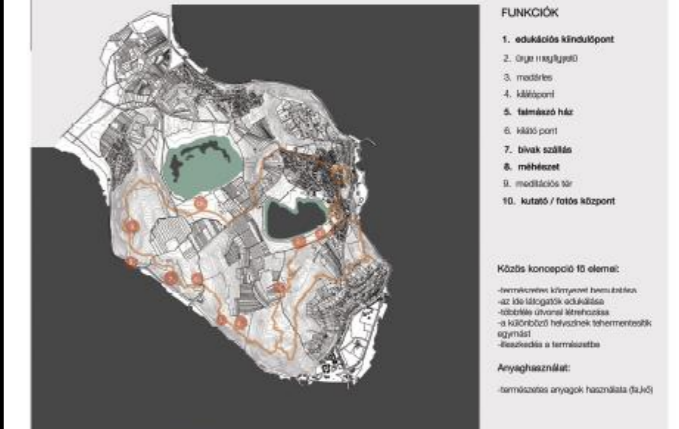 FUNKCIÓK
1. edukációs kiindulópont
2. ürge megfigyelő
3. madárles
4. kilátópont
5. falmászó ház
6. kilátó pont
7. bivak szállás
8. méhészet
9. meditációs tér
10. kutató / fotós központ
Közös koncepció fő elemei:
-természetes környezet bemutatása
-az ide látogatók edukálása
-többféle útvonal létrehozása
-a különböző helyszínek tehermentesítik
egymást
-illeszkedés a természetbe
Anyaghasználat:
-természetes anyagok használata (fa,kő)